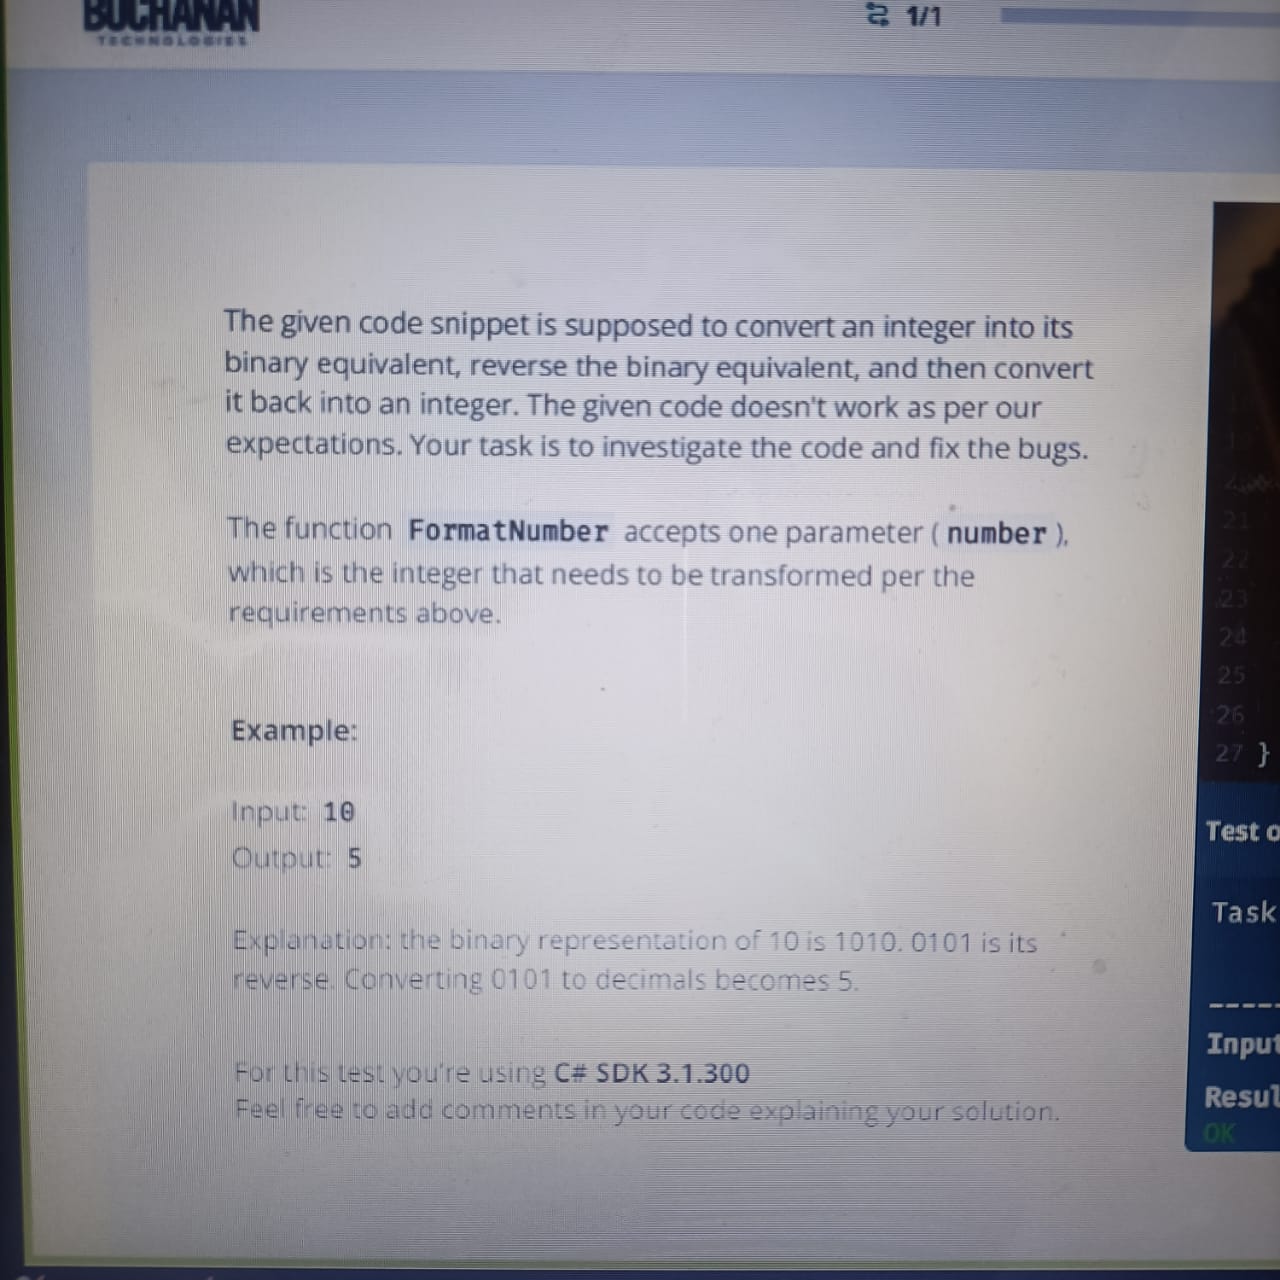 BUCHANAN
TECHNOLOGIES
1/1
The given code snippet is supposed to convert an integer into its
binary equivalent, reverse the binary equivalent, and then convert
it back into an integer. The given code doesn't work as per our
expectations. Your task is to investigate the code and fix the bugs.
The function FormatNumber accepts one parameter ( number ),
which is the integer that needs to be transformed per the
requirements above.
Example:
Input: 10
Output: 5
Explanation: the binary representation of 10 is 1010. 0101 is its
reverse. Converting 0101 to decimals becomes 5.
For this test you're using C# SDK 3.1.300
Feel free to add comments in your code explaining your solution.
21
22
23
24
25
26
27 }
Test o
Task
-----
Input
Resul
OK